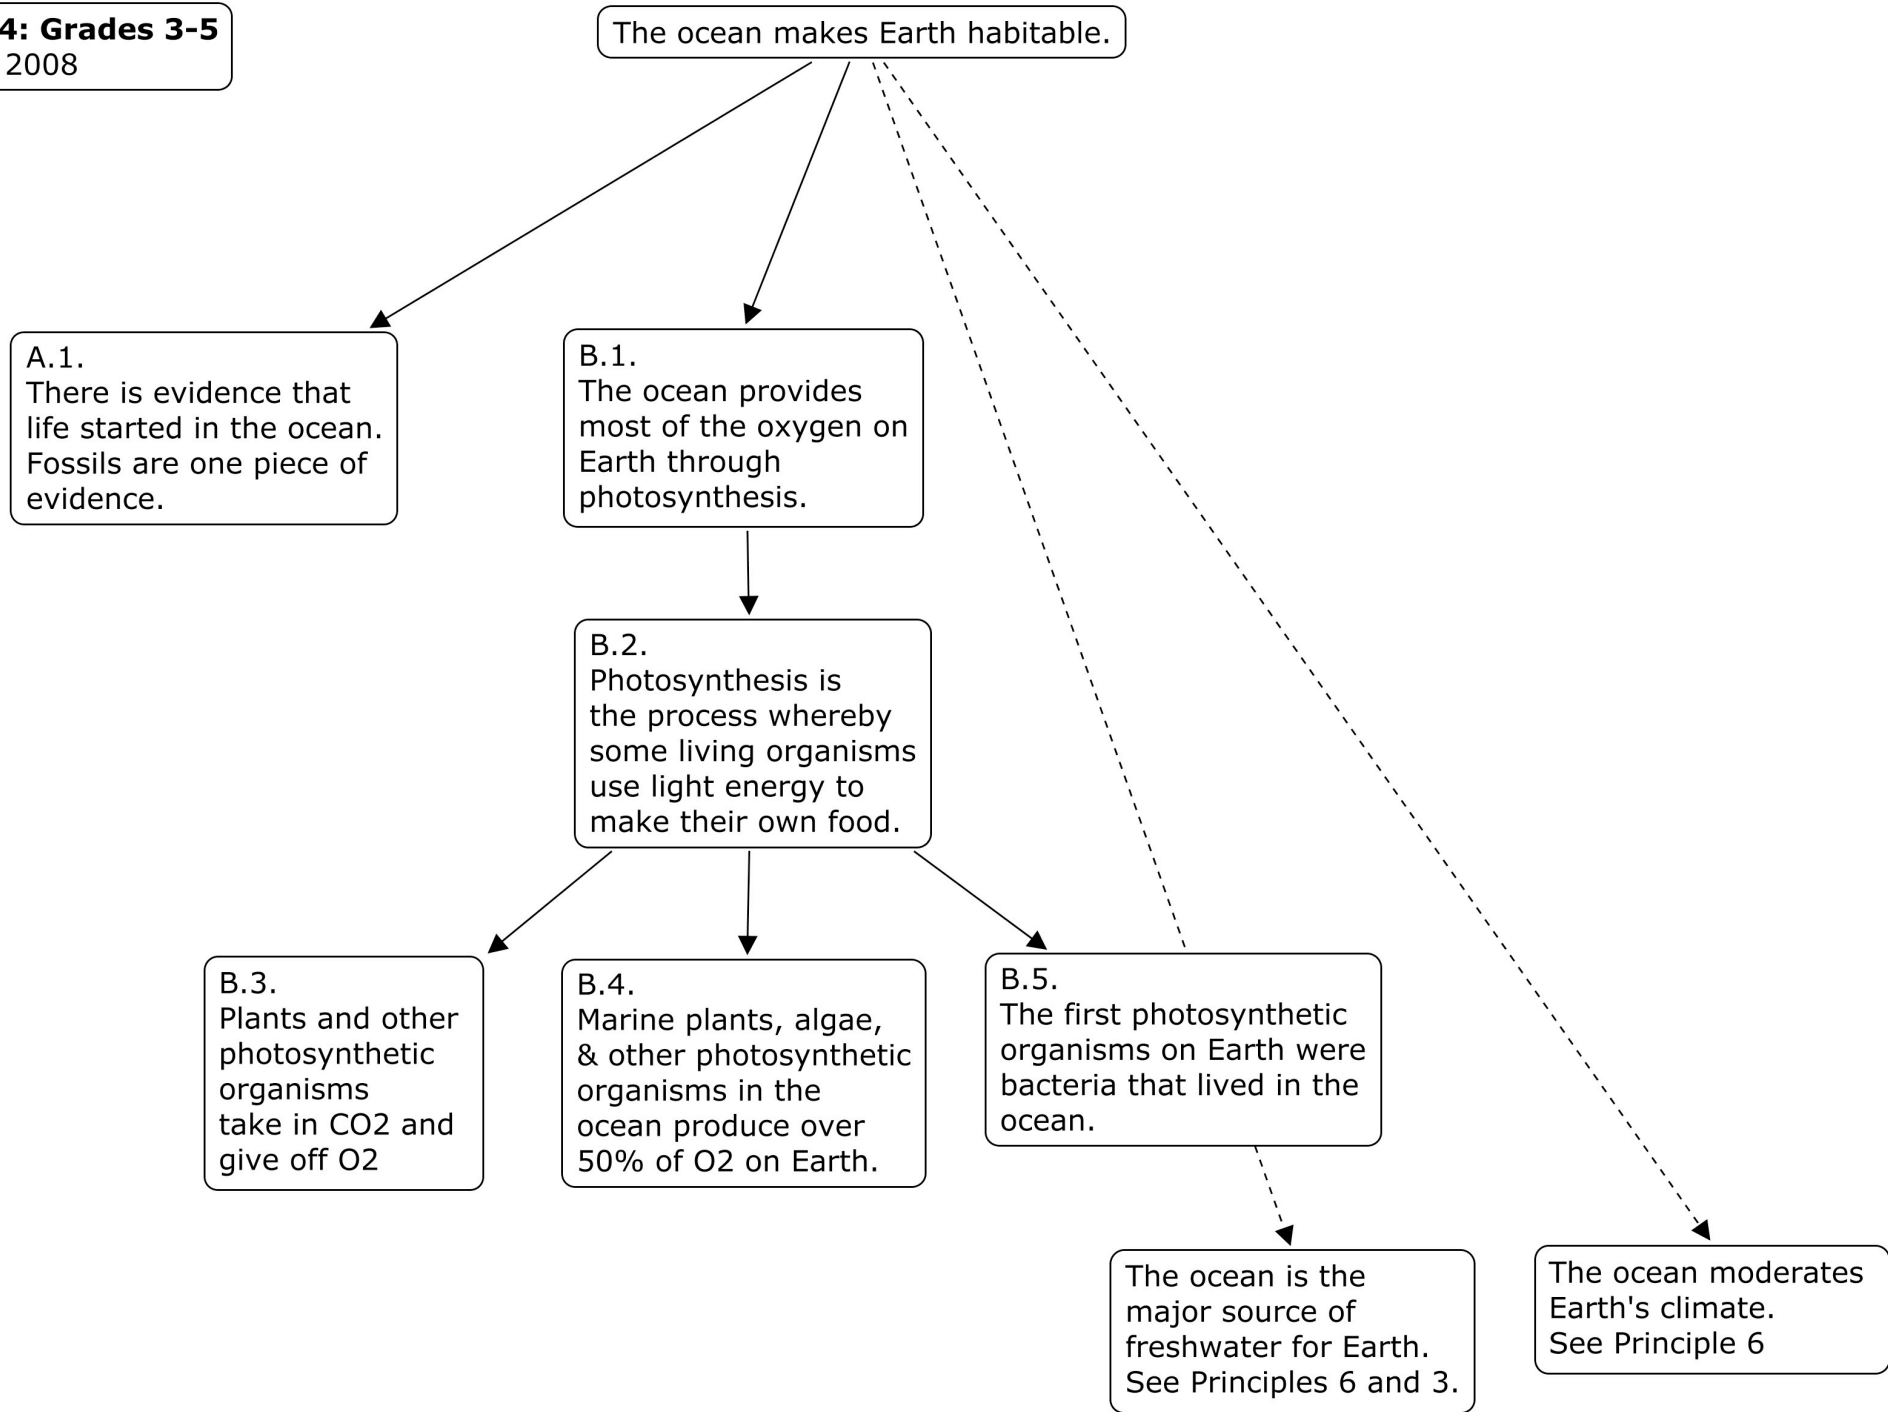 4: Grades 3-5
2008
The ocean makes Earth habitable.
A.1.
There is evidence that
life started in the ocean.
Fossils are one piece of
evidence.
B.1.
The ocean provides
most of the oxygen on
Earth through
photosynthesis.
B.2.
Photosynthesis is
the process whereby
some living organisms
use light energy to
make their own food.
B.3.
Plants and other
photosynthetic
organisms
take in CO2 and
give off O2
B.4.
Marine plants, algae,
& other photosynthetic
organisms in the
ocean produce over
50% of O2 on Earth.
B.5.
The first photosynthetic
organisms on Earth were
bacteria that lived in the
ocean.
The ocean is the
major source of
freshwater for Earth.
See Principles 6 and 3.
The ocean moderates
Earth's climate.
See Principle 6